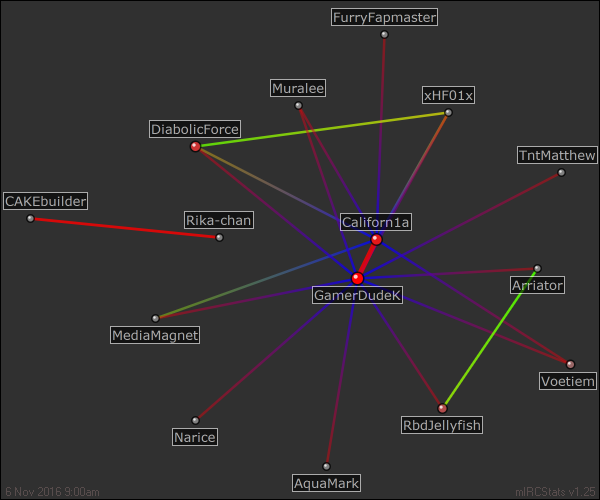 FurryFapmaster
Muralee
xHF01x
DiabolicForce
TntMatthew
CAKEbuilder
Rika-chan
Californ1a
Arriator
GamerDudeK
MediaMagnet
Voetiem
RbdJellyfish
Narice
AquaMark
6 Nov 2016 9:00am
mIRCStats v1.25